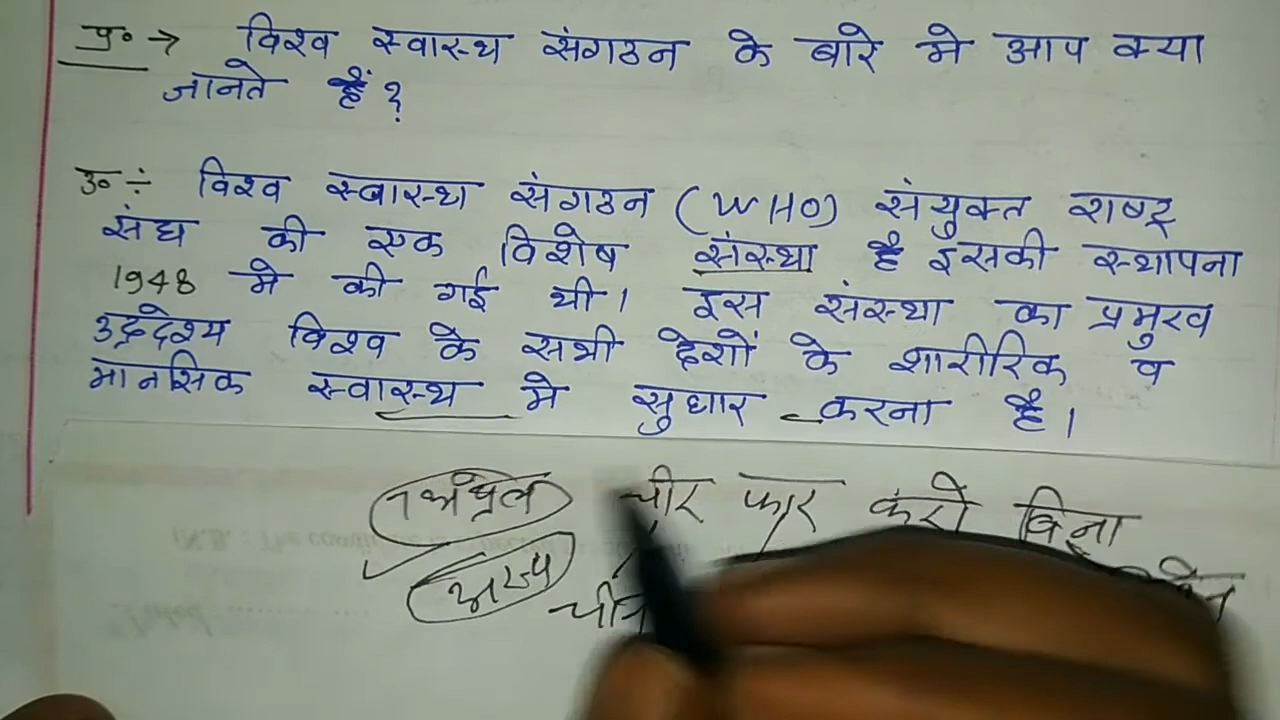 प्र० → विश्व स्वास्थ्य संगठन के बारे मे आप क्या
जानते हैं ?
उ० ÷ विश्व स्वास्थ्य संगठन (WHO) संयुक्त राष्ट्र
संघ की एक विशेष संस्था है इसकी स्थापना
1948 मे की गई थी। इस संस्था का प्रमुख
उद्देश्य विश्व के सभी देशों के शारीरिक व
मानसिक स्वास्थ्य मे सुधार करना है।
7 अप्रैल चीर फार करो बिना